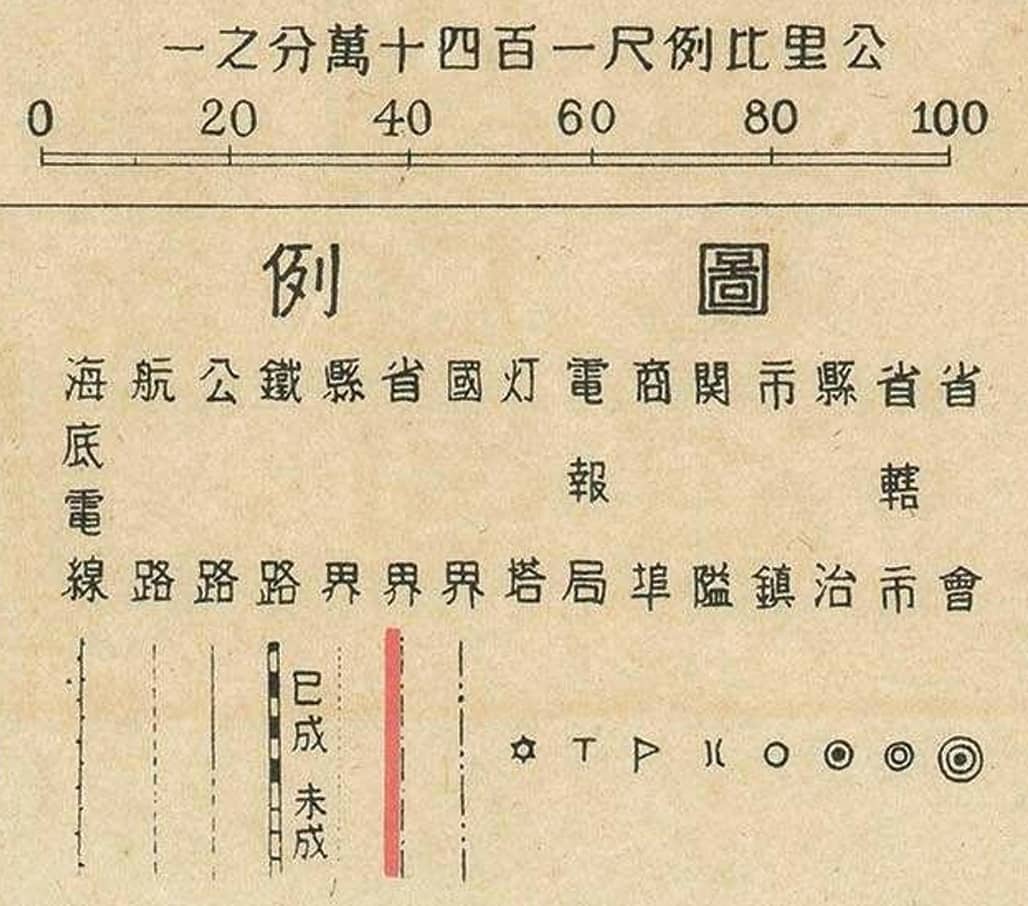 公里比例尺一百四十萬分之一
0 20 40 60 80 100
圖例
省會
省轄市
縣治
市鎮
関隘
商埠
電報局
灯塔
國界
省界
縣界
鐵路
已成 未成
公路
航路
海底電線